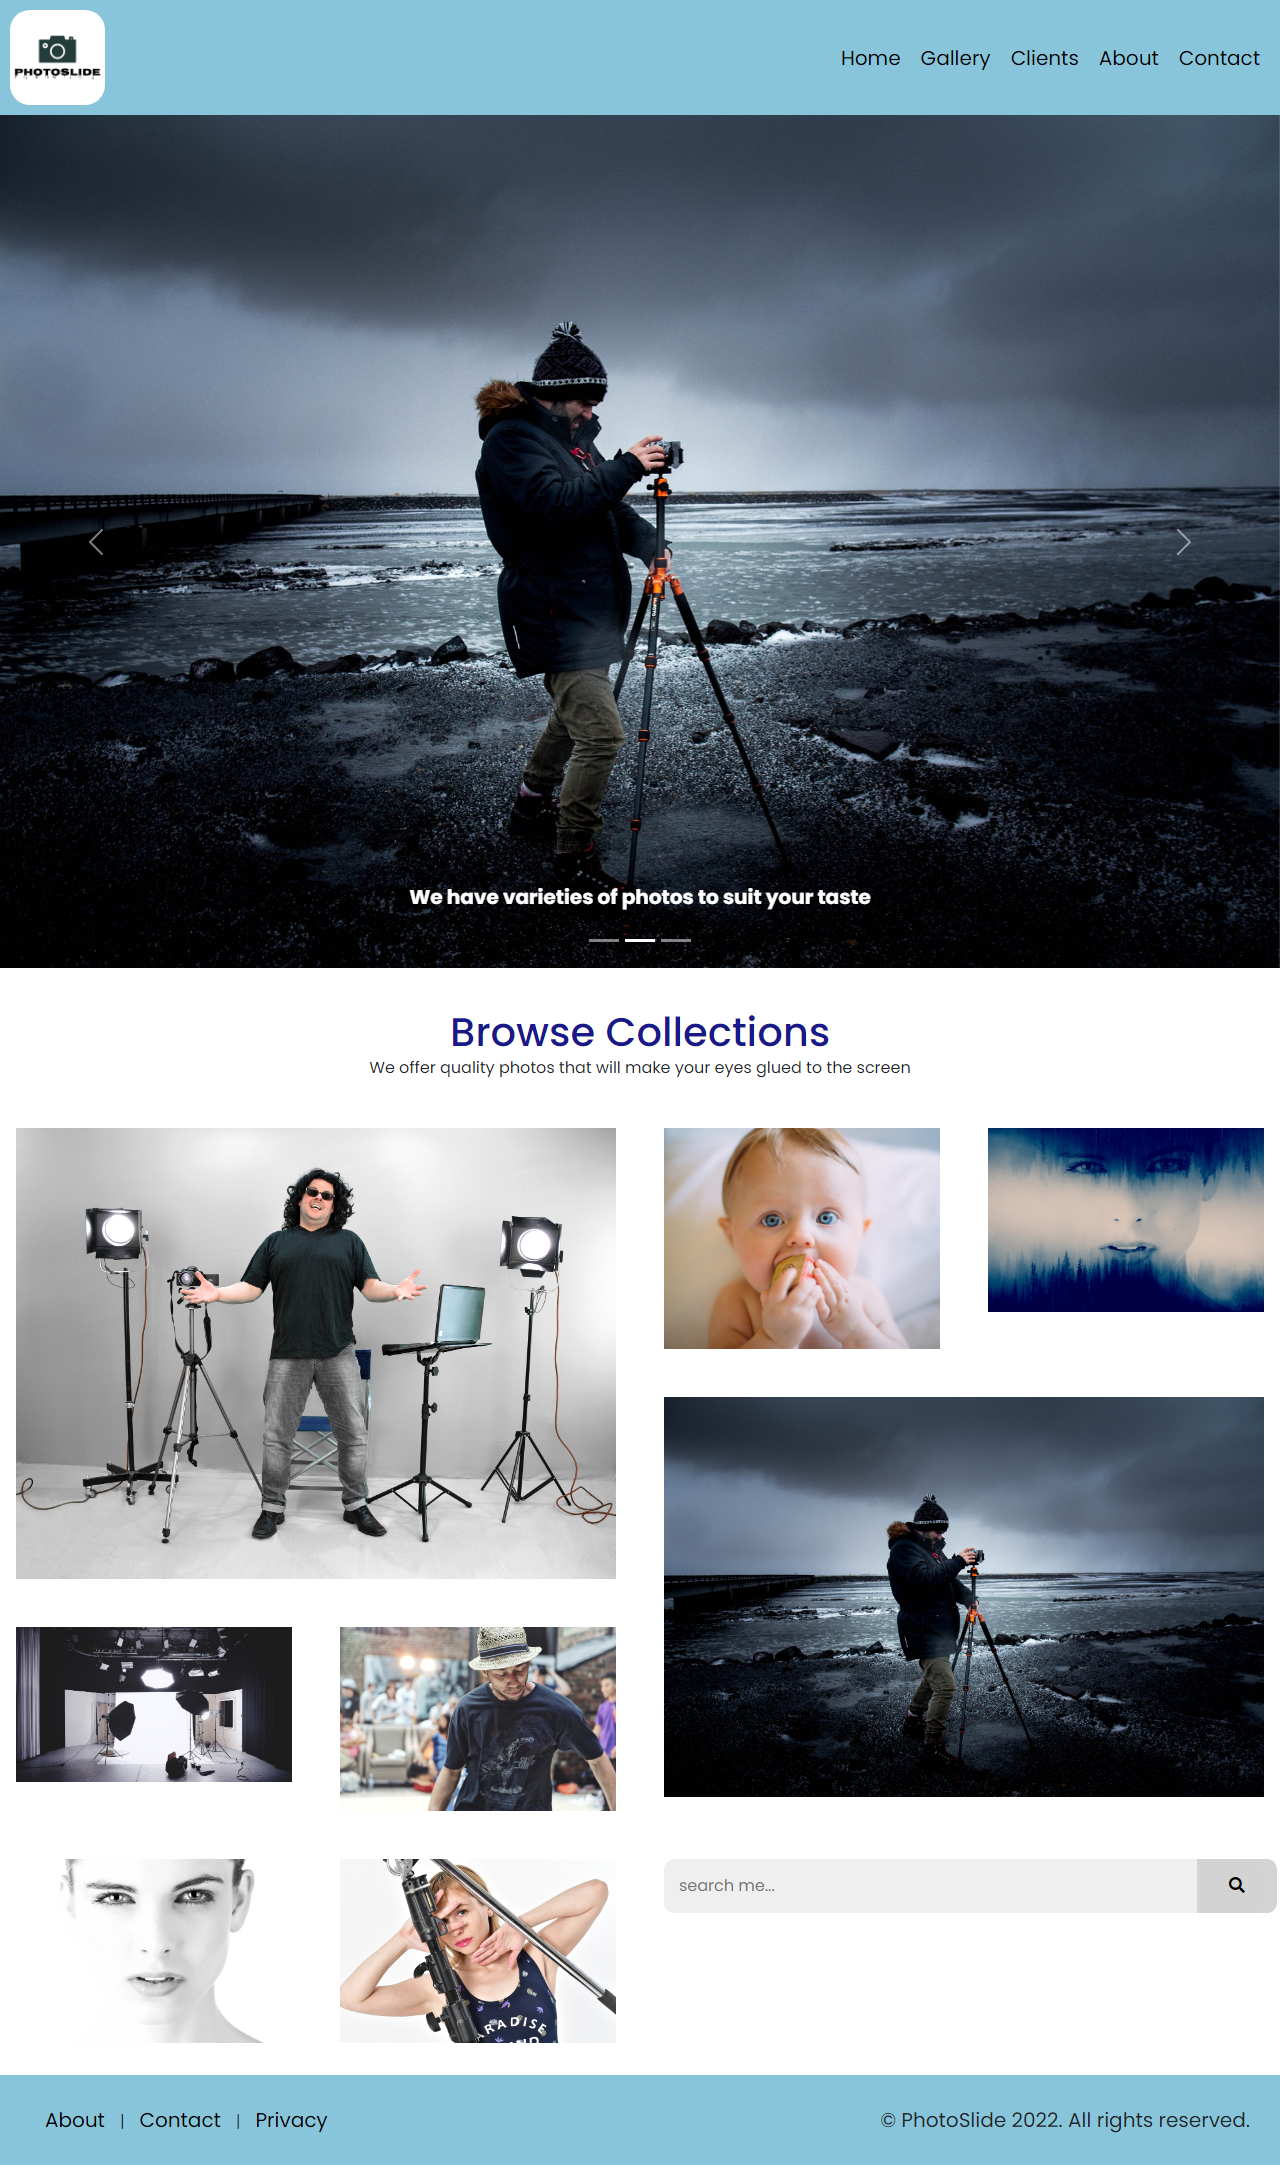 PHOTOSLIDE
Home Gallery Clients About Contact
We have varieties of photos to suit your taste
Browse Collections
We offer quality photos that will make your eyes glued to the screen
search me...
PARADISE
About | Contact | Privacy
© PhotoSlide 2022. All rights reserved.